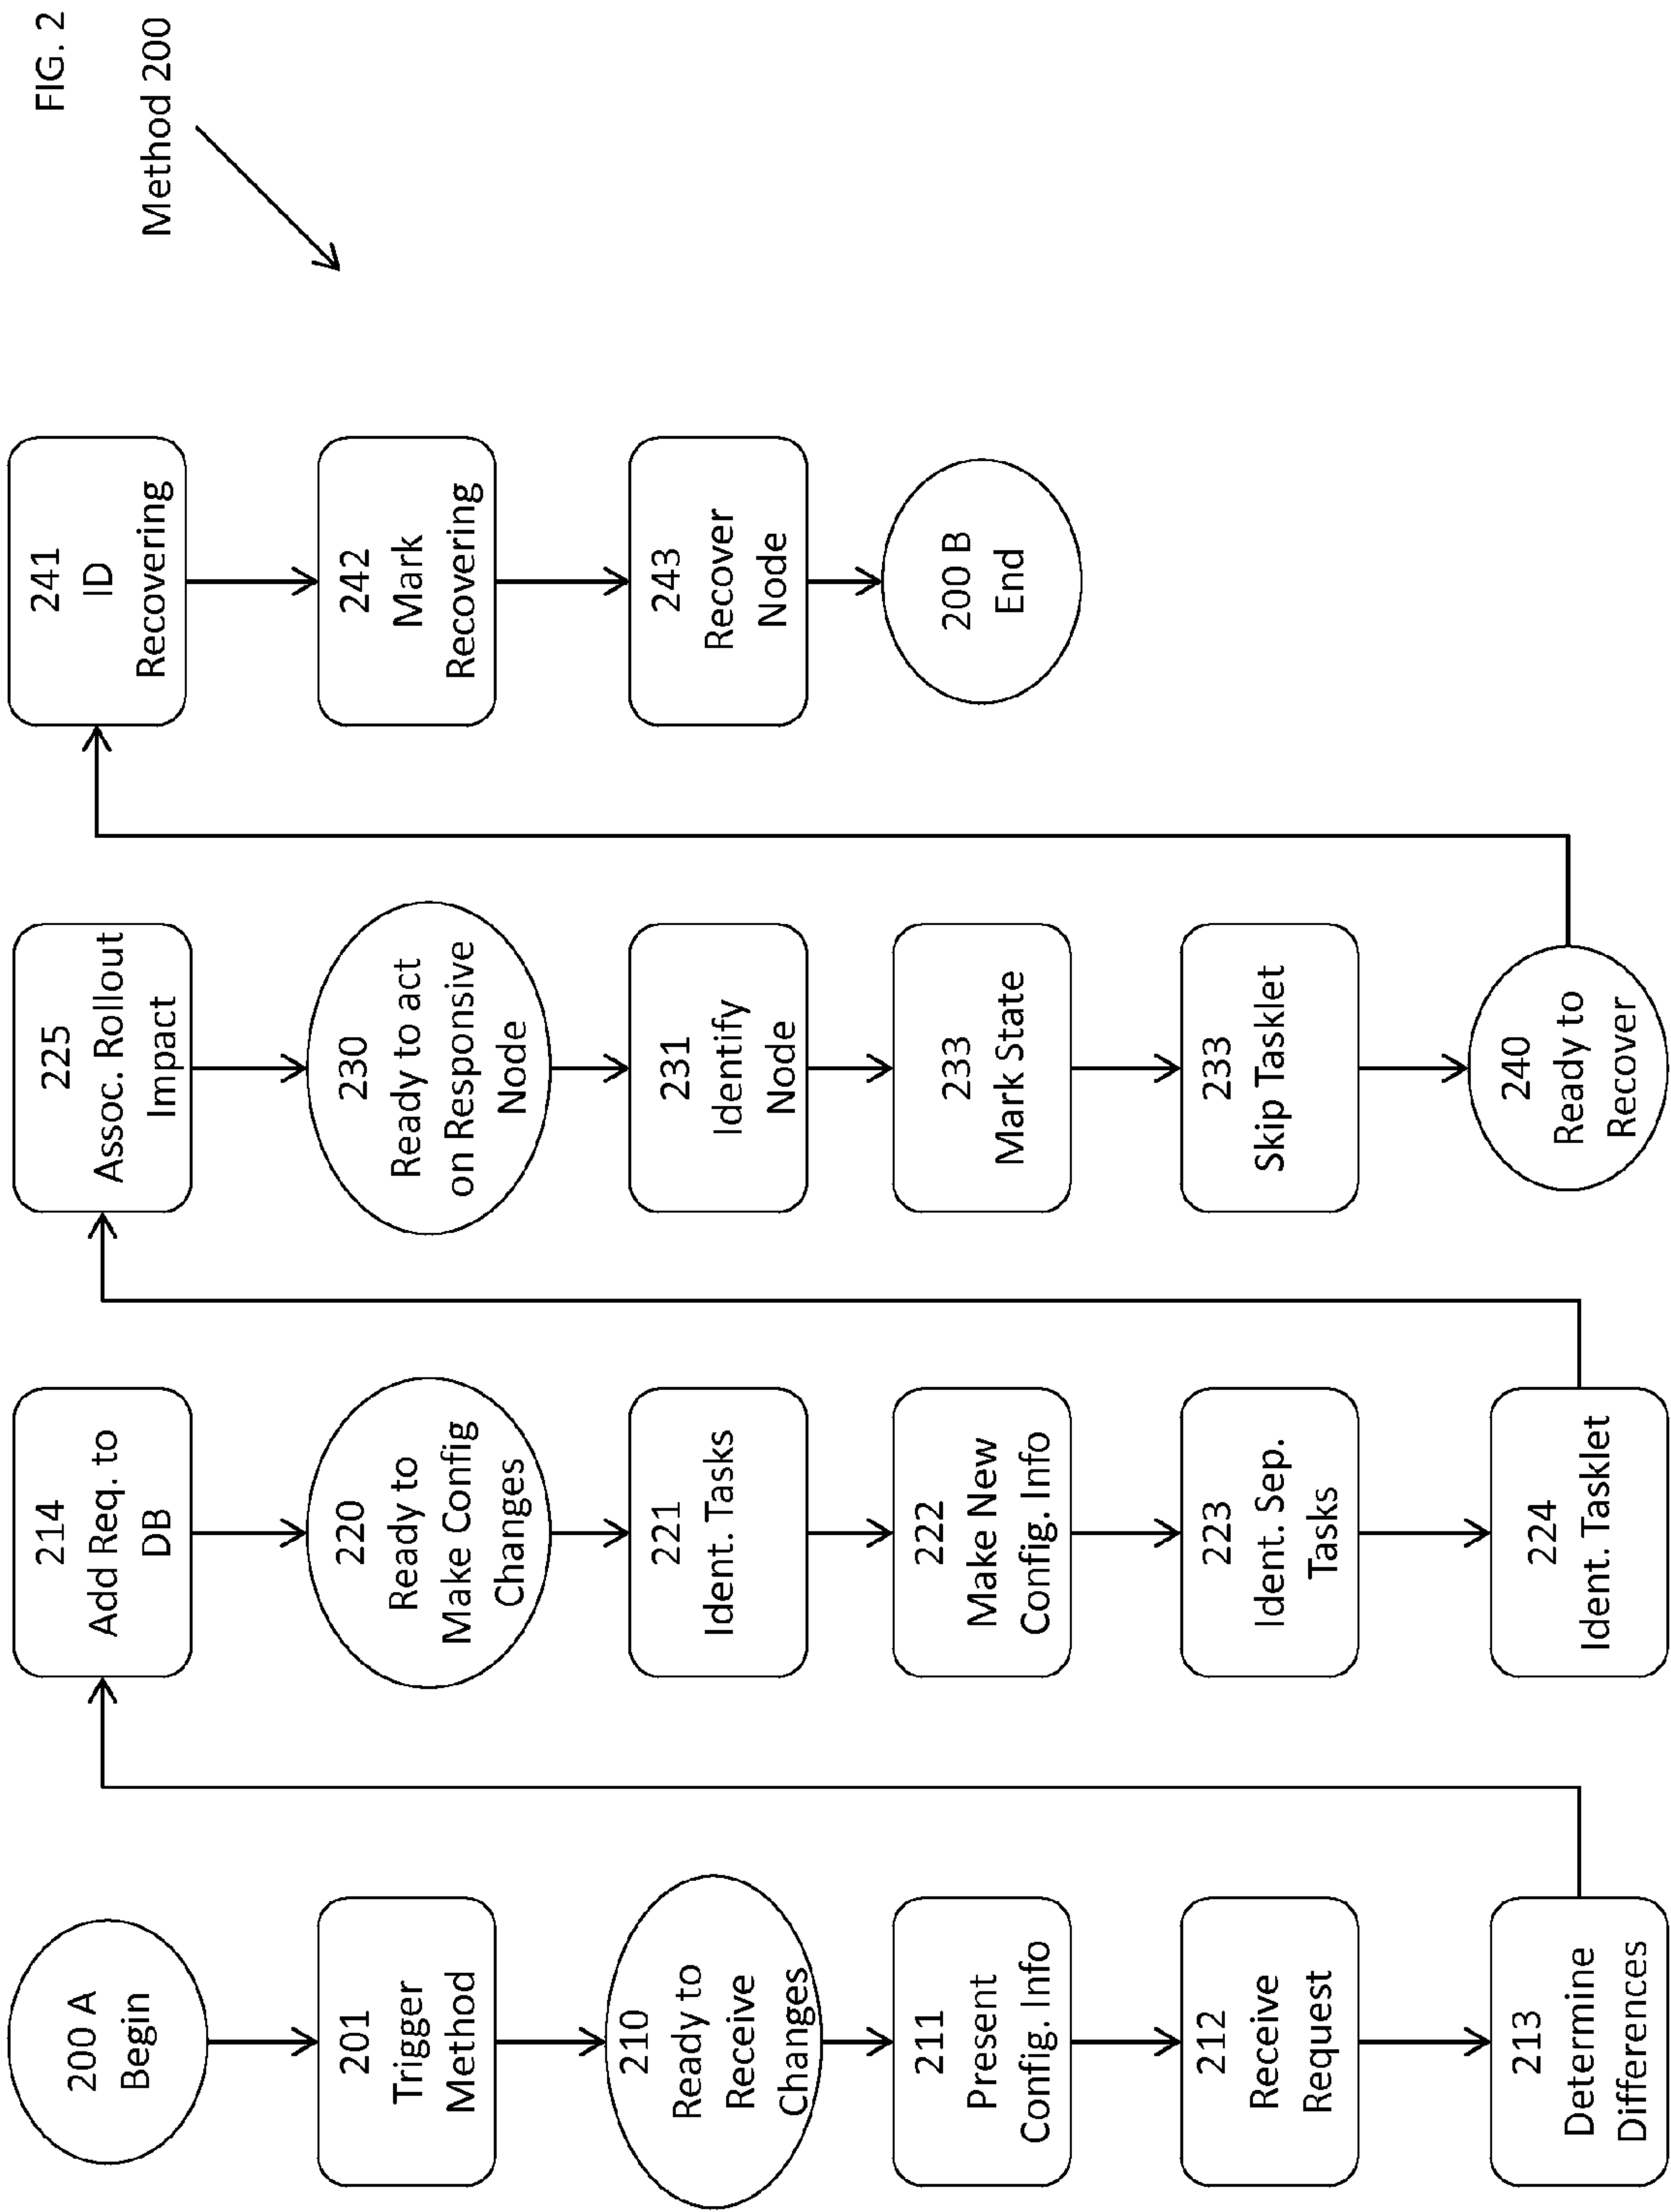 FIG. 2
Method 200
200 A
Begin
201
Trigger
Method
210
Ready to
Receive
Changes
211
Present
Config. Info
212
Receive
Request
213
Determine
Differences
214
Add Req. to
DB
220
Ready to
Make Config
Changes
221
Ident. Tasks
222
Make New
Config. Info
223
Ident. Sep.
Tasks
224
Ident. Tasklet
225
Assoc. Rollout
Impact
230
Ready to act
on Responsive
Node
231
Identify
Node
233
Mark State
233
Skip Tasklet
240
Ready to
Recover
241
ID
Recovering
242
Mark
Recovering
243
Recover
Node
200 B
End